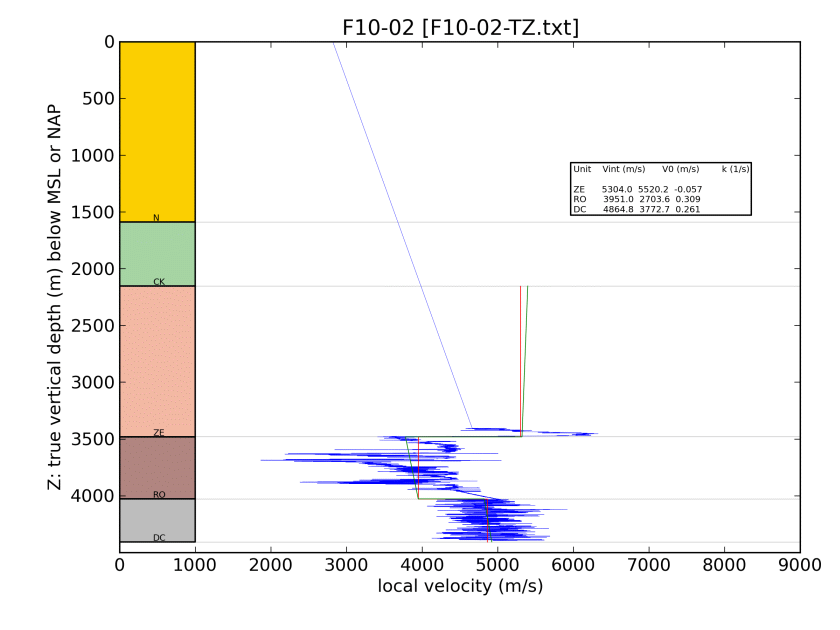 F10-02 [F10-02-TZ.txt]
Z: true vertical depth (m) below MSL or NAP
0
500
1000
1500
2000
2500
3000
3500
4000
N
CK
ZE
RO
DC
Unit Vint (m/s) V0 (m/s) k (1/s)
ZE 5304.0 5520.2 -0.057
RO 3951.0 2703.6 0.309
DC 4864.8 3772.7 0.261
0 1000 2000 3000 4000 5000 6000 7000 8000 9000
local velocity (m/s)